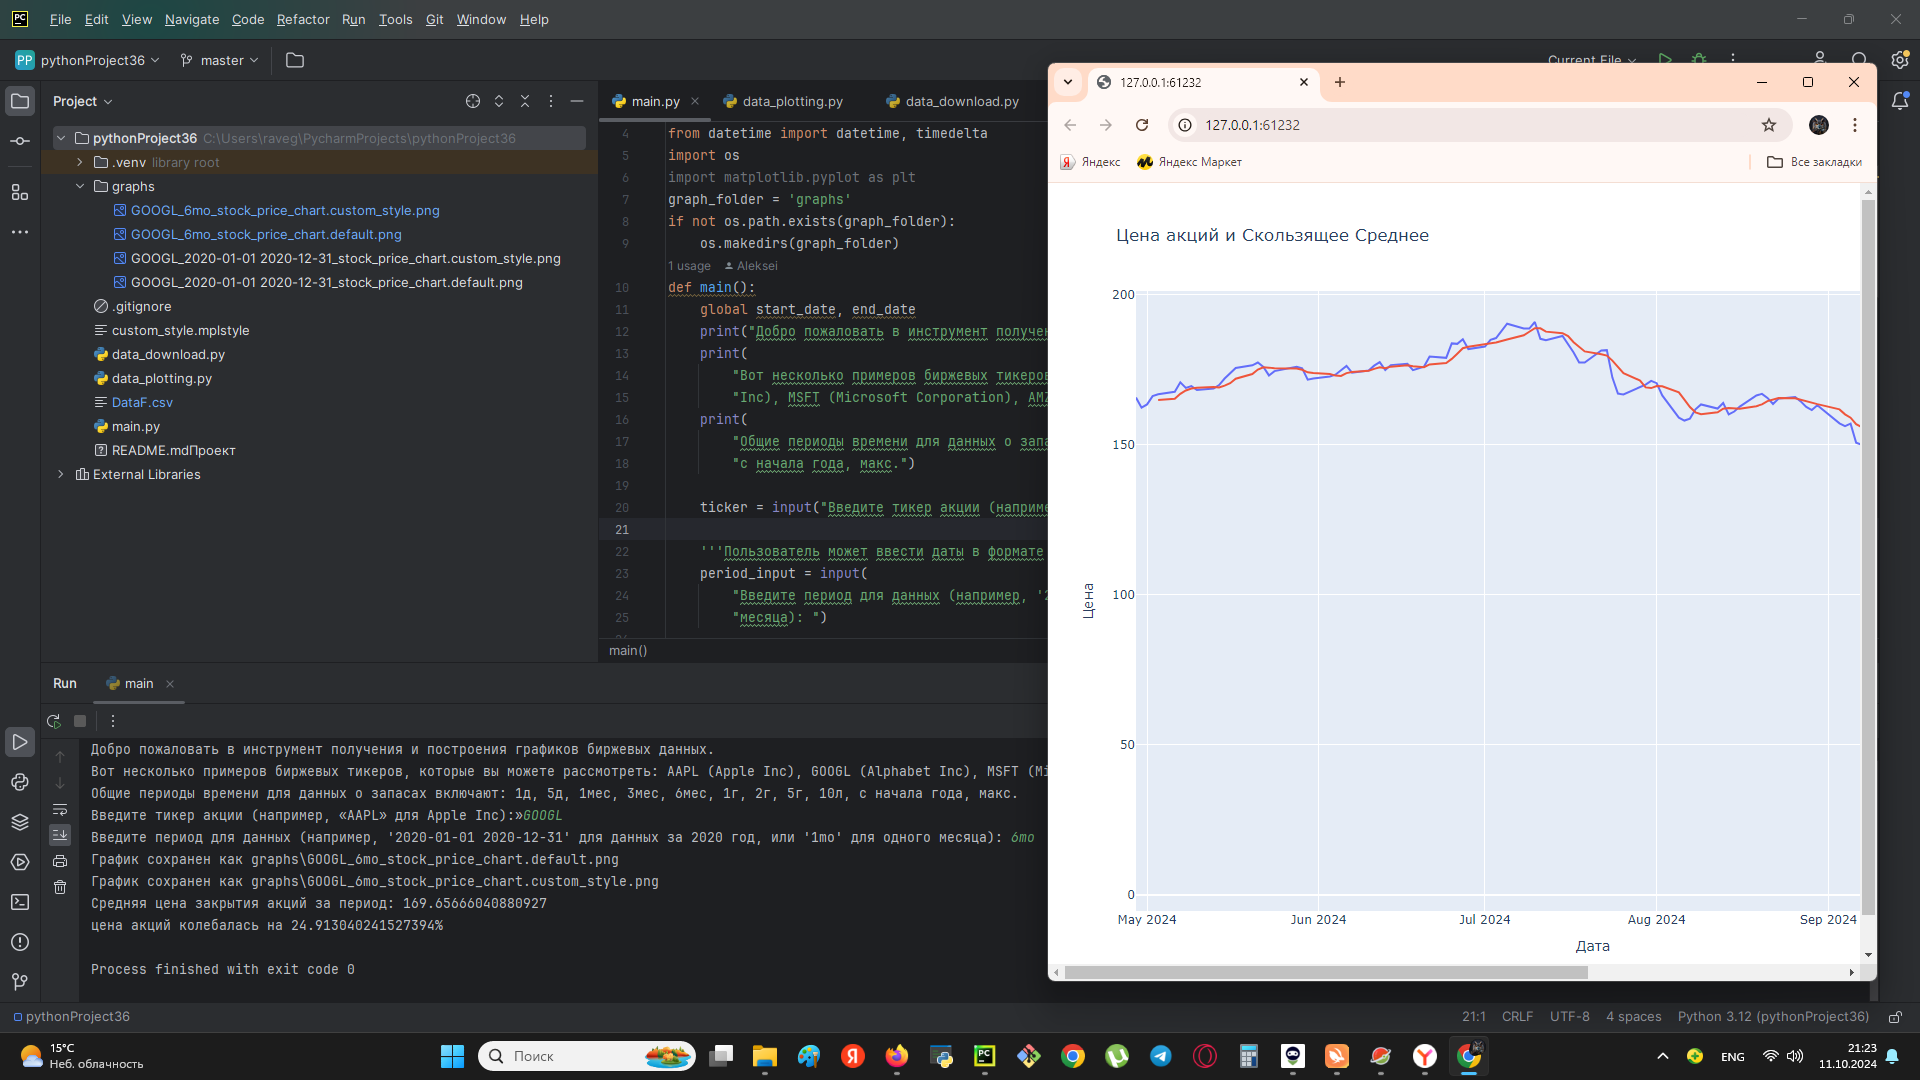 File Edit View Navigate Code Refactor Run Tools Git Window Help
PP pythonProject36 master Current File
Project
pythonProject36 C:\Users\raveg\PycharmProjects\pythonProject36
.venv library root
graphs
GOOGL_6mo_stock_price_chart.custom_style.png
GOOGL_6mo_stock_price_chart.default.png
GOOGL_2020-01-01 2020-12-31_stock_price_chart.custom_style.png
GOOGL_2020-01-01 2020-12-31_stock_price_chart.default.png
.gitignore
custom_style.mplstyle
data_download.py
data_plotting.py
DataF.csv
main.py
README.mdПроект
External Libraries
main.py data_plotting.py data_download.py
4 from datetime import datetime, timedelta
5 import os
6 import matplotlib.pyplot as plt
7 graph_folder = 'graphs'
8 if not os.path.exists(graph_folder):
9 os.makedirs(graph_folder)
1 usage Aleksei
10 def main():
11 global start_date, end_date
12 print("Добро пожаловать в инструмент
13 print(
14 "Вот несколько примеров биржевых тикеров
15 "Inc), MSFT (Microsoft Corporation),
16 print(
17 "Общие периоды времени для данных о
18 "с начала года, макс.")
19
20 ticker = input("Введите тикер акции
21
22 '''Пользователь может ввести даты в формате
23 period_input = input(
24 "Введите период для данных (например,
25 "месяца): ")
main()
Run main
Добро пожаловать в инструмент получения и построения графиков биржевых данных.
Вот несколько примеров биржевых тикеров, которые вы можете рассмотреть: AAPL (Apple Inc), GOOGL (Alphabet Inc), MSFT
Общие периоды времени для данных о запасах включают: 1д, 5д, 1мес, 3мес, 6мес, 1г, 2г, 5г, 10л, с начала года, макс.
Введите тикер акции (например, «AAPL» для Apple Inc):»GOOGL
Введите период для данных (например, '2020-01-01 2020-12-31' для данных за 2020 год, или '1mo' для одного месяца): 6mo
График сохранен как graphs\GOOGL_6mo_stock_price_chart.default.png
График сохранен как graphs\GOOGL_6mo_stock_price_chart.custom_style.png
Средняя цена закрытия акций за период: 169.65666040880927
цена акций колебалась на 24.913040241527394%
Process finished with exit code 0
127.0.0.1:61232
127.0.0.1:61232
Яндекс Яндекс Маркет Все закладки
Цена акций и Скользящее Среднее
200
150
100
50
0
Цена
May 2024 Jun 2024 Jul 2024 Aug 2024 Sep 2024
Дата
pythonProject36 21:1 CRLF UTF-8 4 spaces Python 3.12 (pythonProject36)
15°C
Неб. облачность
Поиск
ENG
21:23
11.10.2024